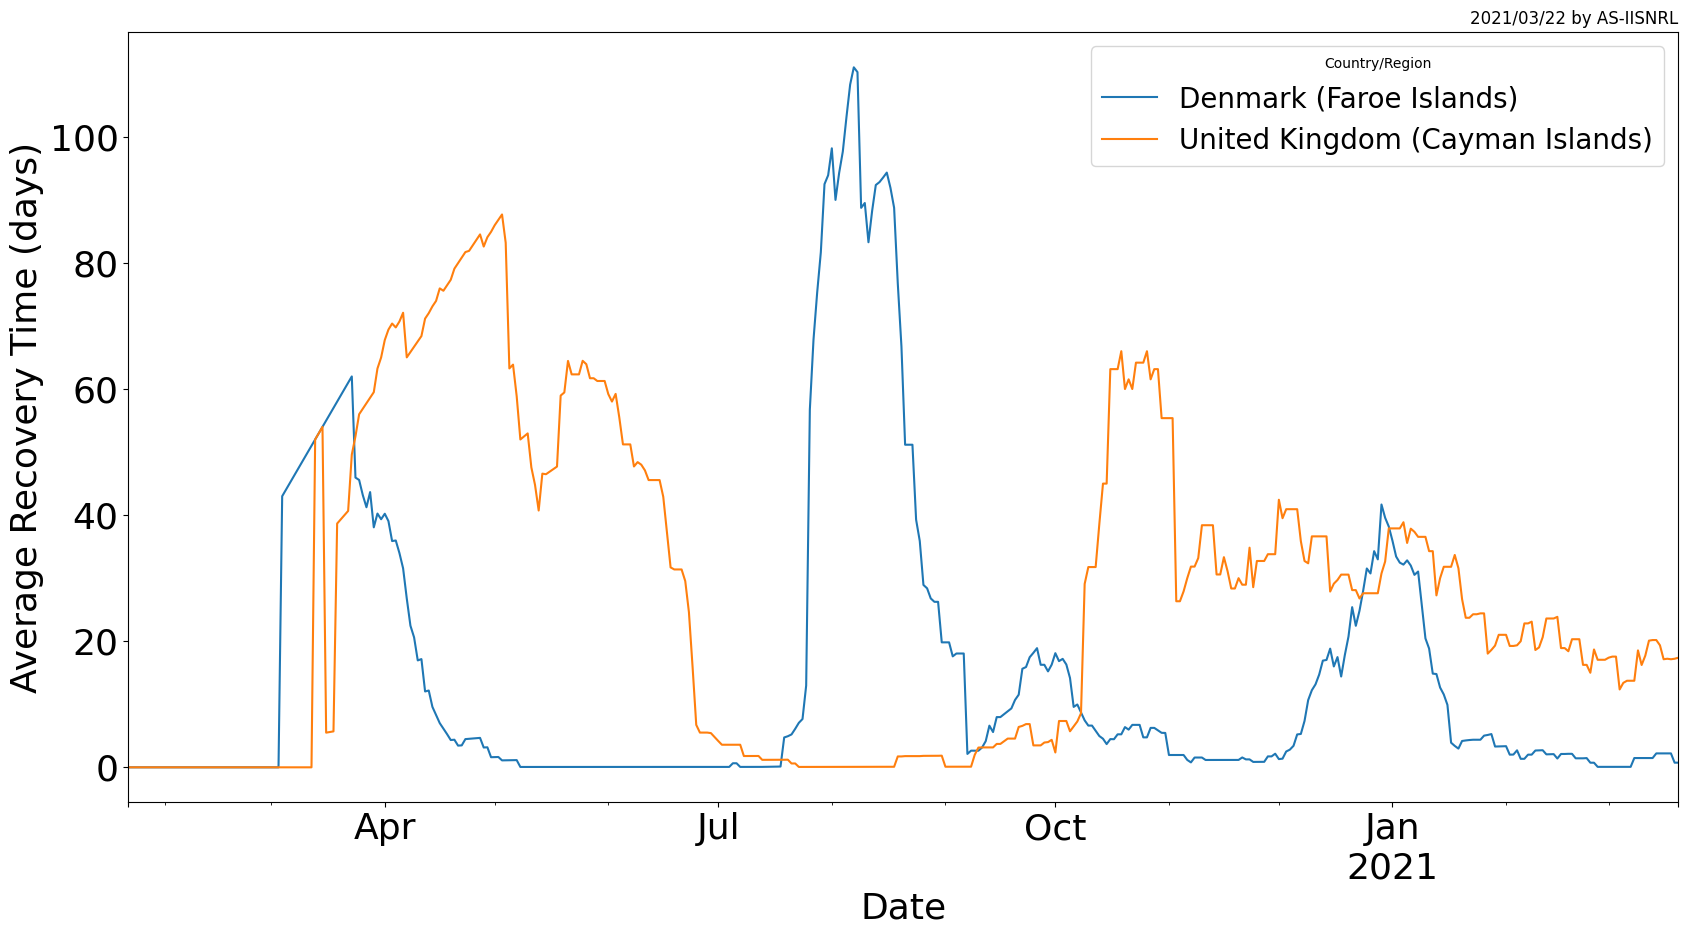 2021/03/22 by AS-IISNRL
Country/Region
Denmark (Faroe Islands)
United Kingdom (Cayman Islands)
Average Recovery Time (days)
100
80
60
40
20
0
Apr
Jul
Oct
Jan
2021
Date